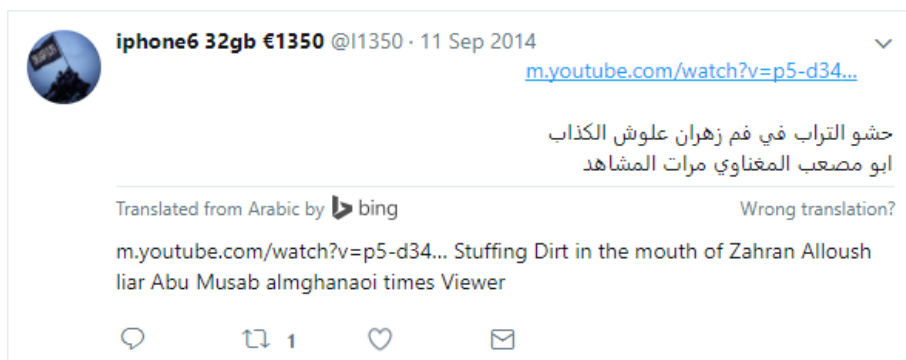 iphone6 32gb €1350 @I1350 · 11 Sep 2014
m.youtube.com/watch?v=p5-d34...
حشو التراب في فم زهران علوش الكذاب
ابو مصعب المغناوي مرات المشاهد
Translated from Arabic by bing Wrong translation?
m.youtube.com/watch?v=p5-d34... Stuffing Dirt in the mouth of Zahran Alloush
liar Abu Musab almghanaoi times Viewer
1